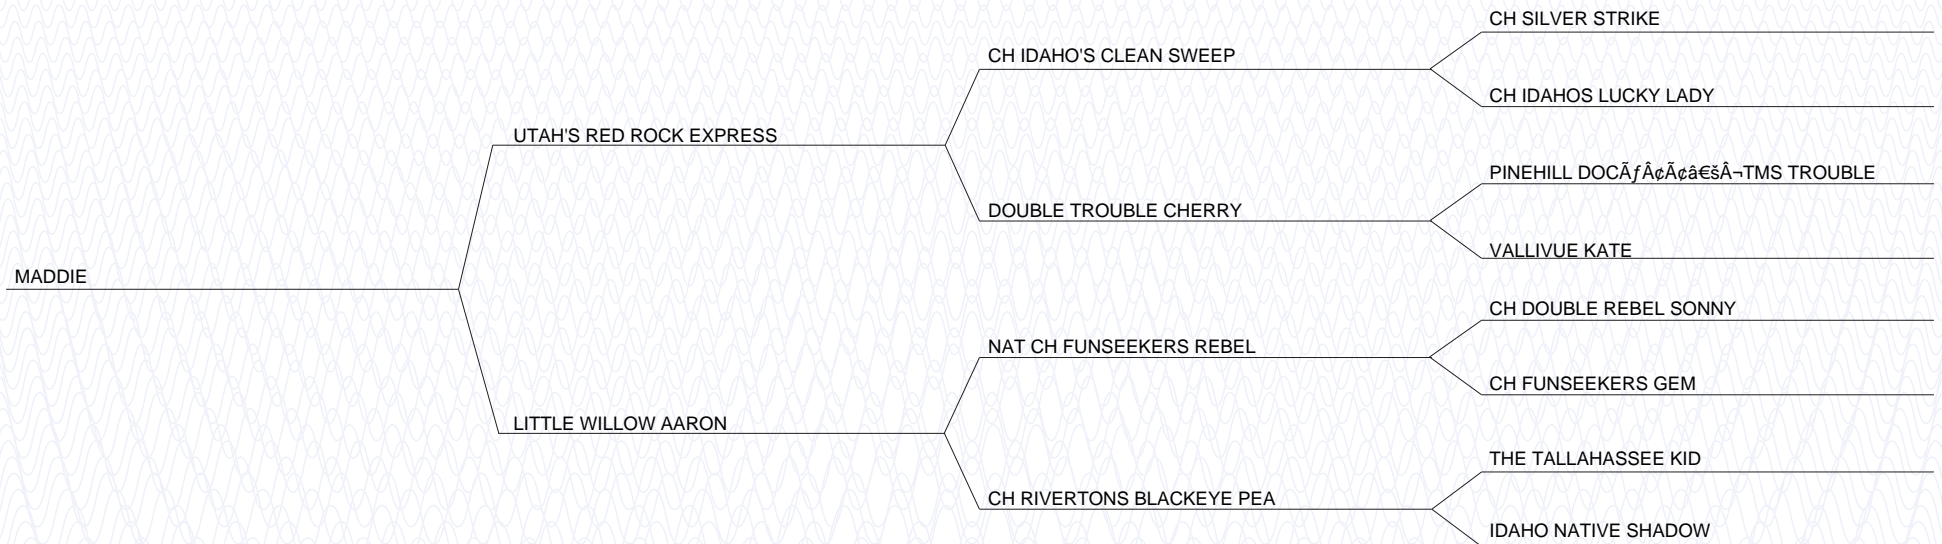 CH SILVER STRIKE
CH IDAHO'S CLEAN SWEEP
CH IDAHOS LUCKY LADY
UTAH'S RED ROCK EXPRESS
PINEHILL DOCÃƒÂ¢Ã¢â€šÂ¬TMS TROUBLE
DOUBLE TROUBLE CHERRY
VALLIVUE KATE
MADDIE
CH DOUBLE REBEL SONNY
NAT CH FUNSEEKERS REBEL
CH FUNSEEKERS GEM
LITTLE WILLOW AARON
THE TALLAHASSEE KID
CH RIVERTONS BLACKEYE PEA
IDAHO NATIVE SHADOW